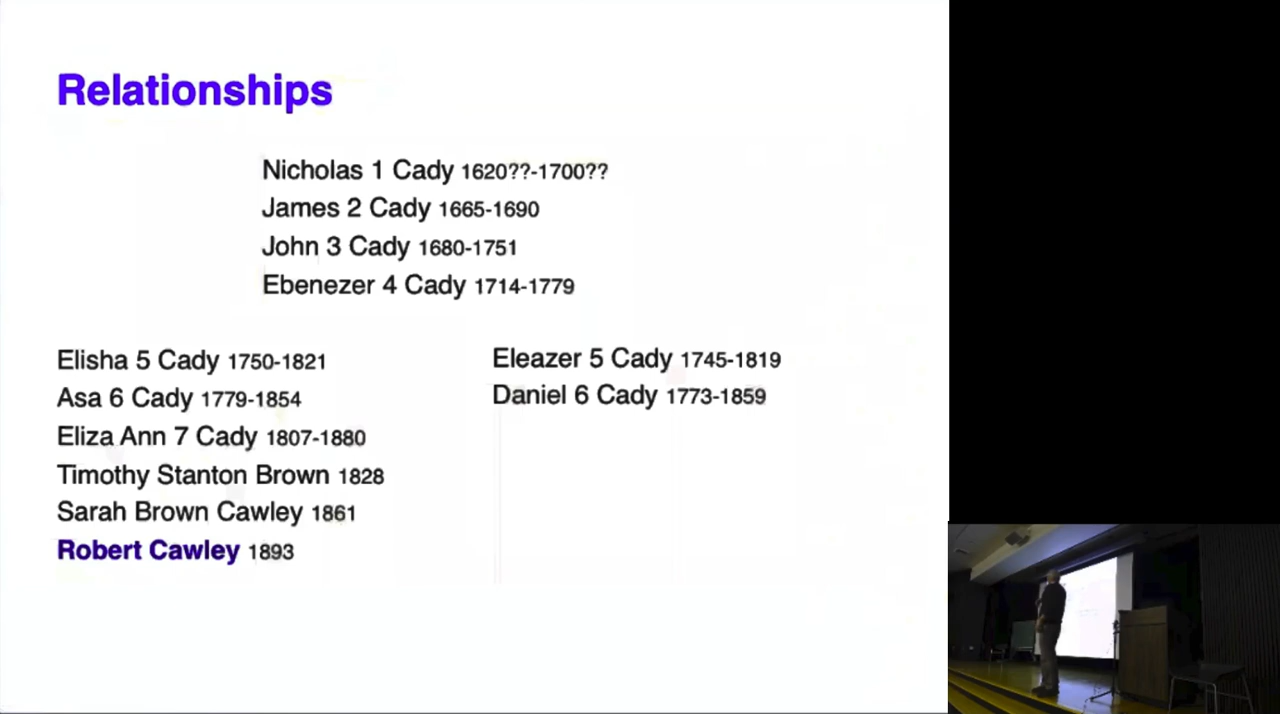 Relationships
Nicholas 1 Cady 1620??-1700??
James 2 Cady 1665-1690
John 3 Cady 1680-1751
Ebenezer 4 Cady 1714-1779
Elisha 5 Cady 1750-1821
Asa 6 Cady 1779-1854
Eliza Ann 7 Cady 1807-1880
Timothy Stanton Brown 1828
Sarah Brown Cawley 1861
Robert Cawley 1893
Eleazer 5 Cady 1745-1819
Daniel 6 Cady 1773-1859